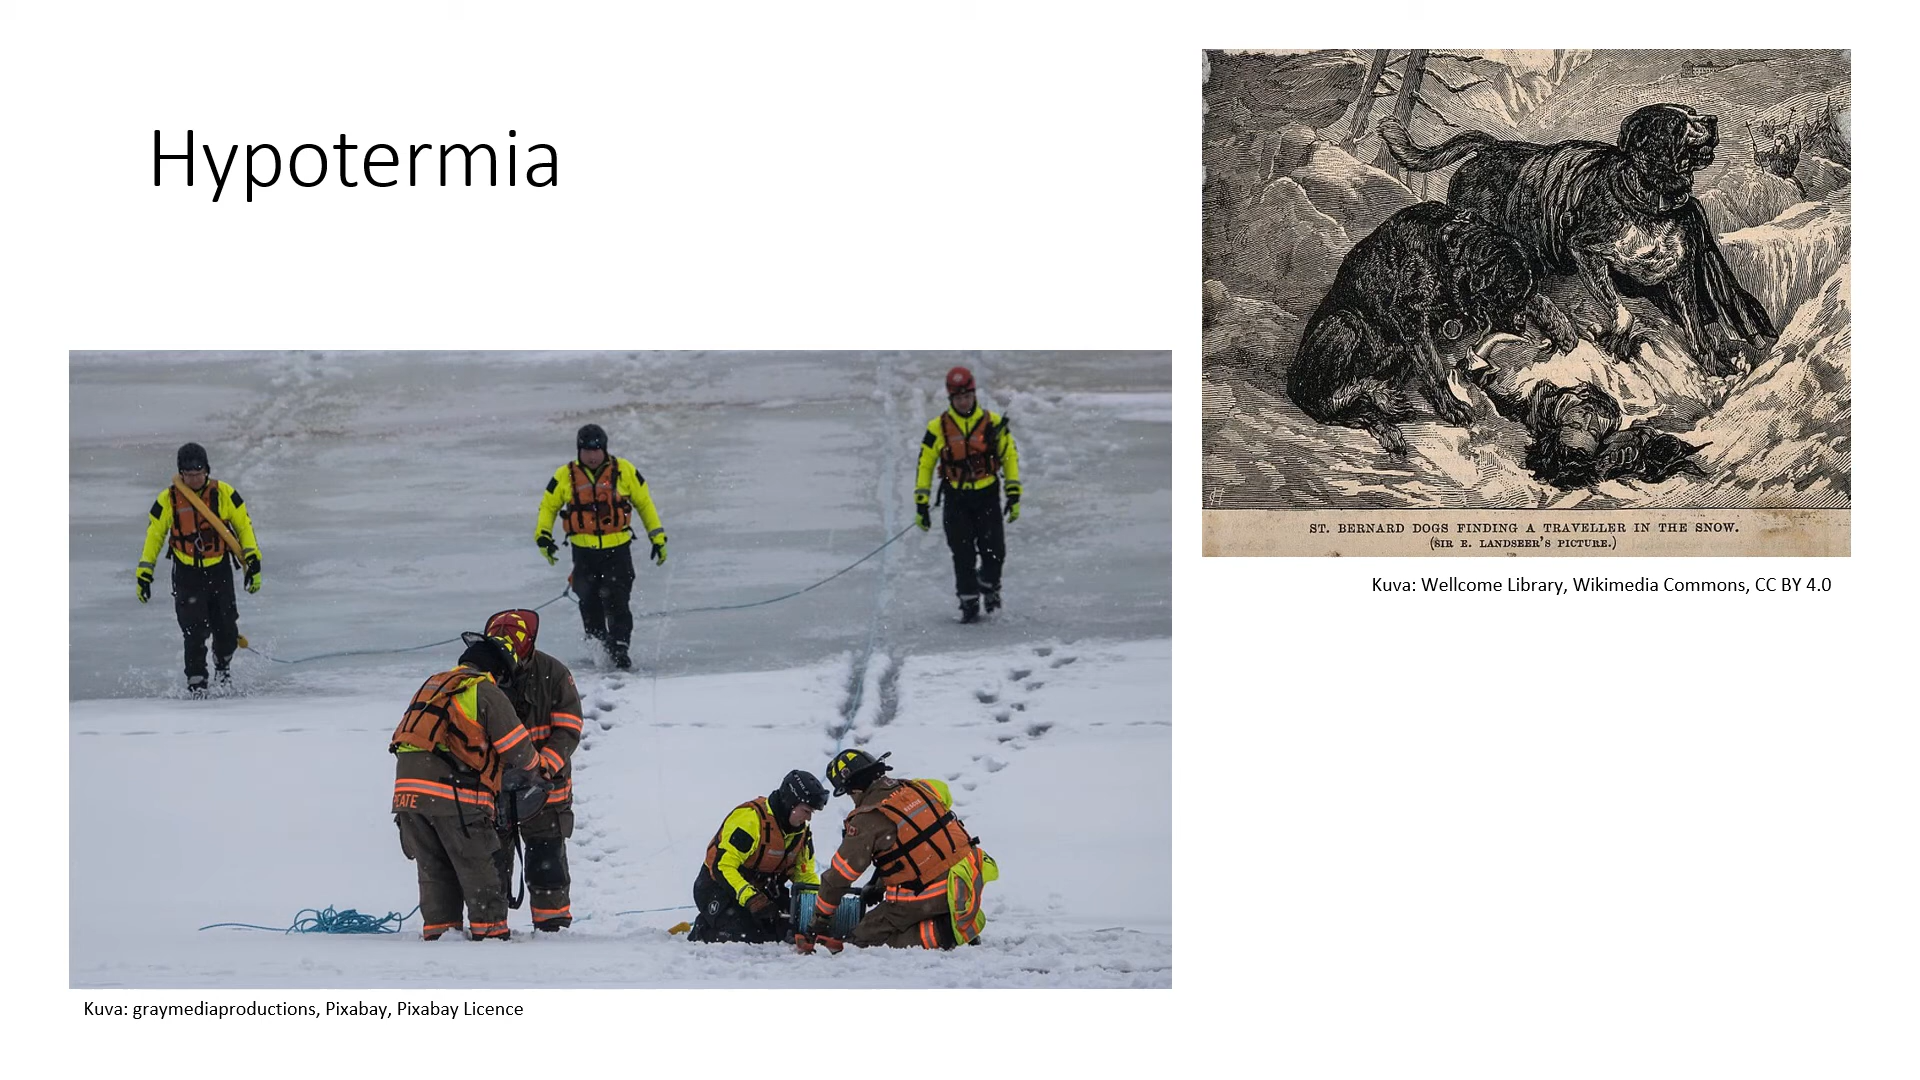 Hypotermia
ST. BERNARD DOGS FINDING A TRAVELLER IN THE SNOW.
(SIR E. LANDSEER'S PICTURE.)
Kuva: Wellcome Library, Wikimedia Commons, CC BY 4.0
Kuva: graymediaproductions, Pixabay, Pixabay Licence